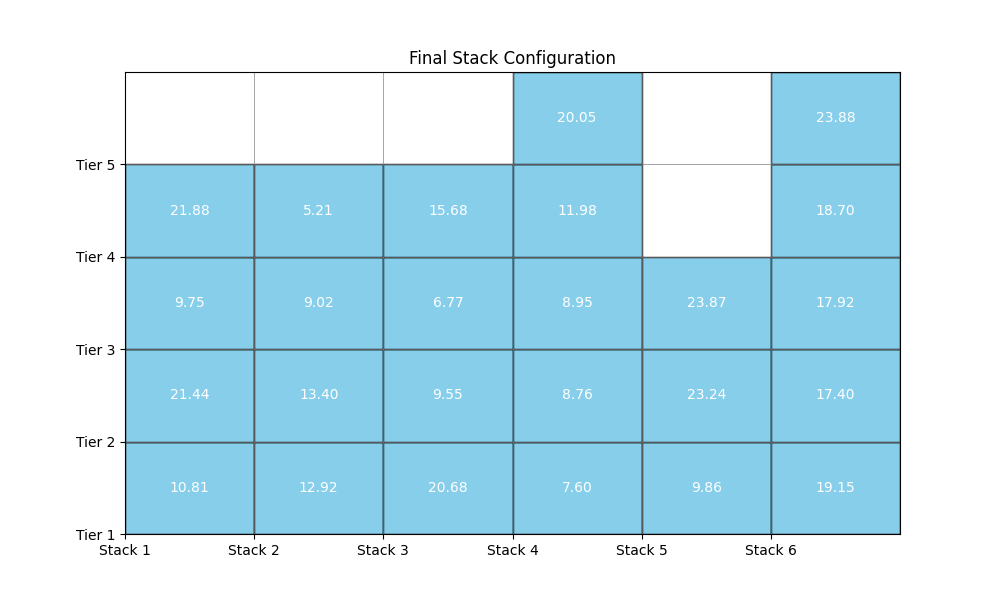 Final Stack Configuration
20.05 23.88
Tier 5
21.88 5.21 15.68 11.98 18.70
Tier 4
9.75 9.02 6.77 8.95 23.87 17.92
Tier 3
21.44 13.40 9.55 8.76 23.24 17.40
Tier 2
10.81 12.92 20.68 7.60 9.86 19.15
Tier 1
Stack 1 Stack 2 Stack 3 Stack 4 Stack 5 Stack 6